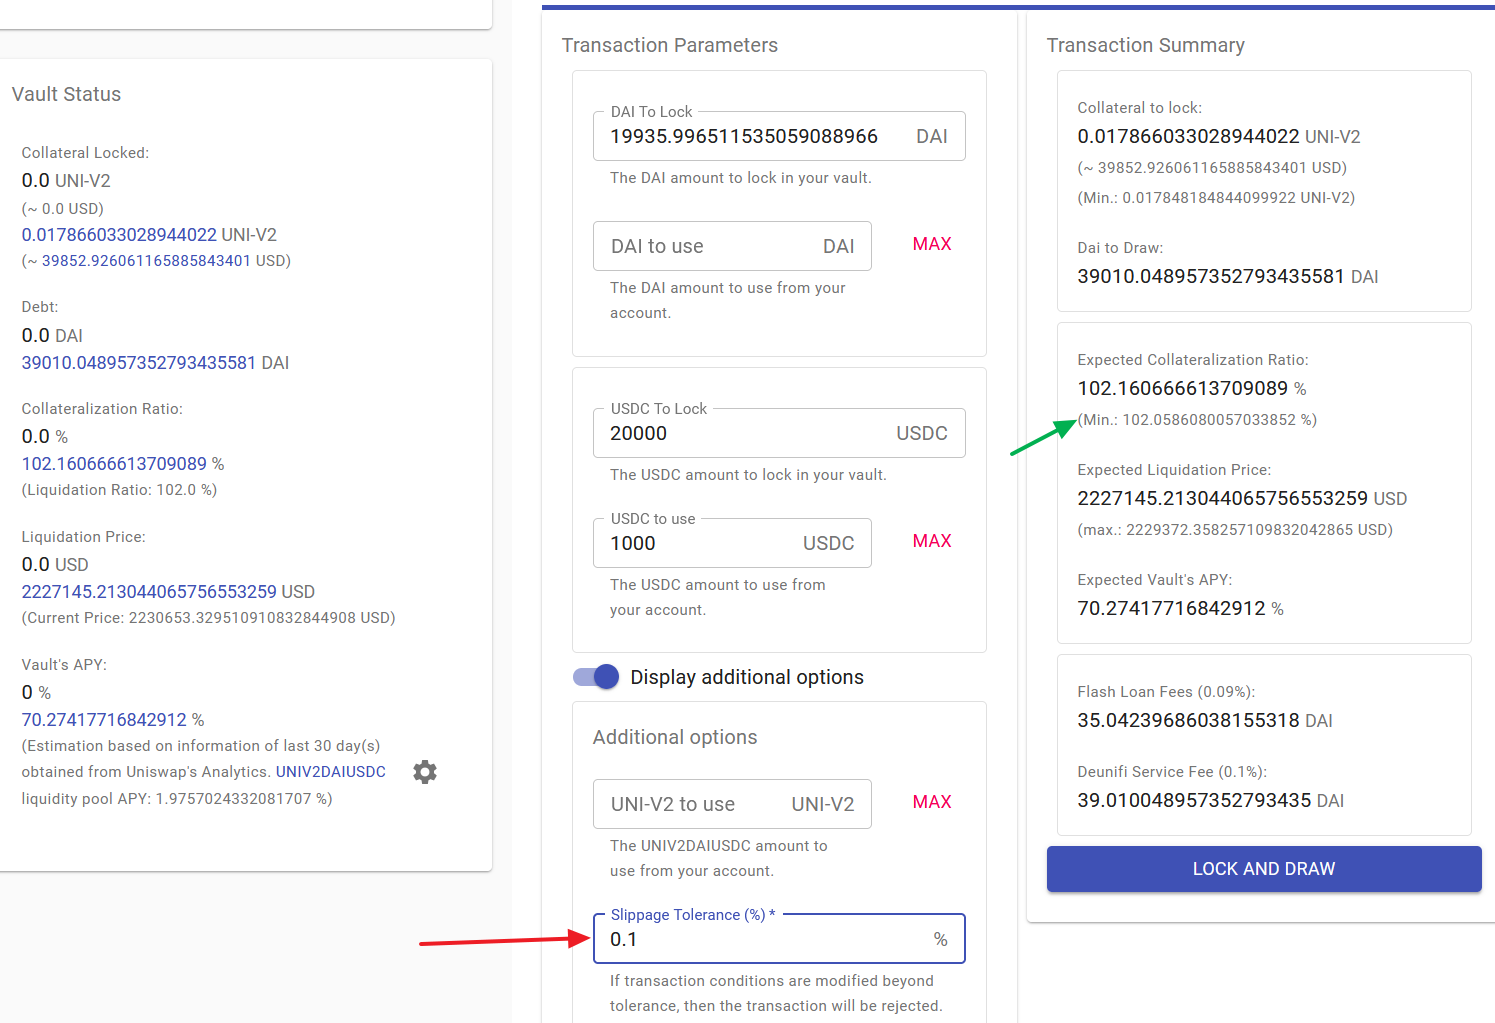 Vault Status
Collateral Locked:
0.0 UNI-V2
(~ 0.0 USD)
0.017866033028944022 UNI-V2
(~ 39852.926061165885843401 USD)
Debt:
0.0 DAI
39010.048957352793435581 DAI
Collateralization Ratio:
0.0 %
102.160666613709089 %
(Liquidation Ratio: 102.0 %)
Liquidation Price:
0.0 USD
2227145.213044065756553259 USD
(Current Price: 2230653.329510910832844908 USD)
Vault's APY:
0 %
70.27417716842912 %
(Estimation based on information of last 30 day(s)
obtained from Uniswap's Analytics. UNIV2DAIUSDC
liquidity pool APY: 1.9757024332081707 %)
Transaction Parameters
DAI To Lock
19935.996511535059088966 DAI
The DAI amount to lock in your vault.
DAI to use DAI MAX
The DAI amount to use from your
account.
USDC To Lock
20000 USDC
The USDC amount to lock in your vault.
USDC to use
1000 USDC MAX
The USDC amount to use from
your account.
Display additional options
Additional options
UNI-V2 to use UNI-V2 MAX
The UNIV2DAIUSDC amount to
use from your account.
Slippage Tolerance (%) *
0.1 %
If transaction conditions are modified beyond
tolerance, then the transaction will be rejected.
Transaction Summary
Collateral to lock:
0.017866033028944022 UNI-V2
(~ 39852.926061165885843401 USD)
(Min.: 0.017848184844099922 UNI-V2)
Dai to Draw:
39010.048957352793435581 DAI
Expected Collateralization Ratio:
102.160666613709089 %
(Min.: 102.0586080057033852 %)
Expected Liquidation Price:
2227145.213044065756553259 USD
(max.: 2229372.358257109832042865 USD)
Expected Vault's APY:
70.27417716842912 %
Flash Loan Fees (0.09%):
35.04239686038155318 DAI
Deunifi Service Fee (0.1%):
39.010048957352793435 DAI
LOCK AND DRAW